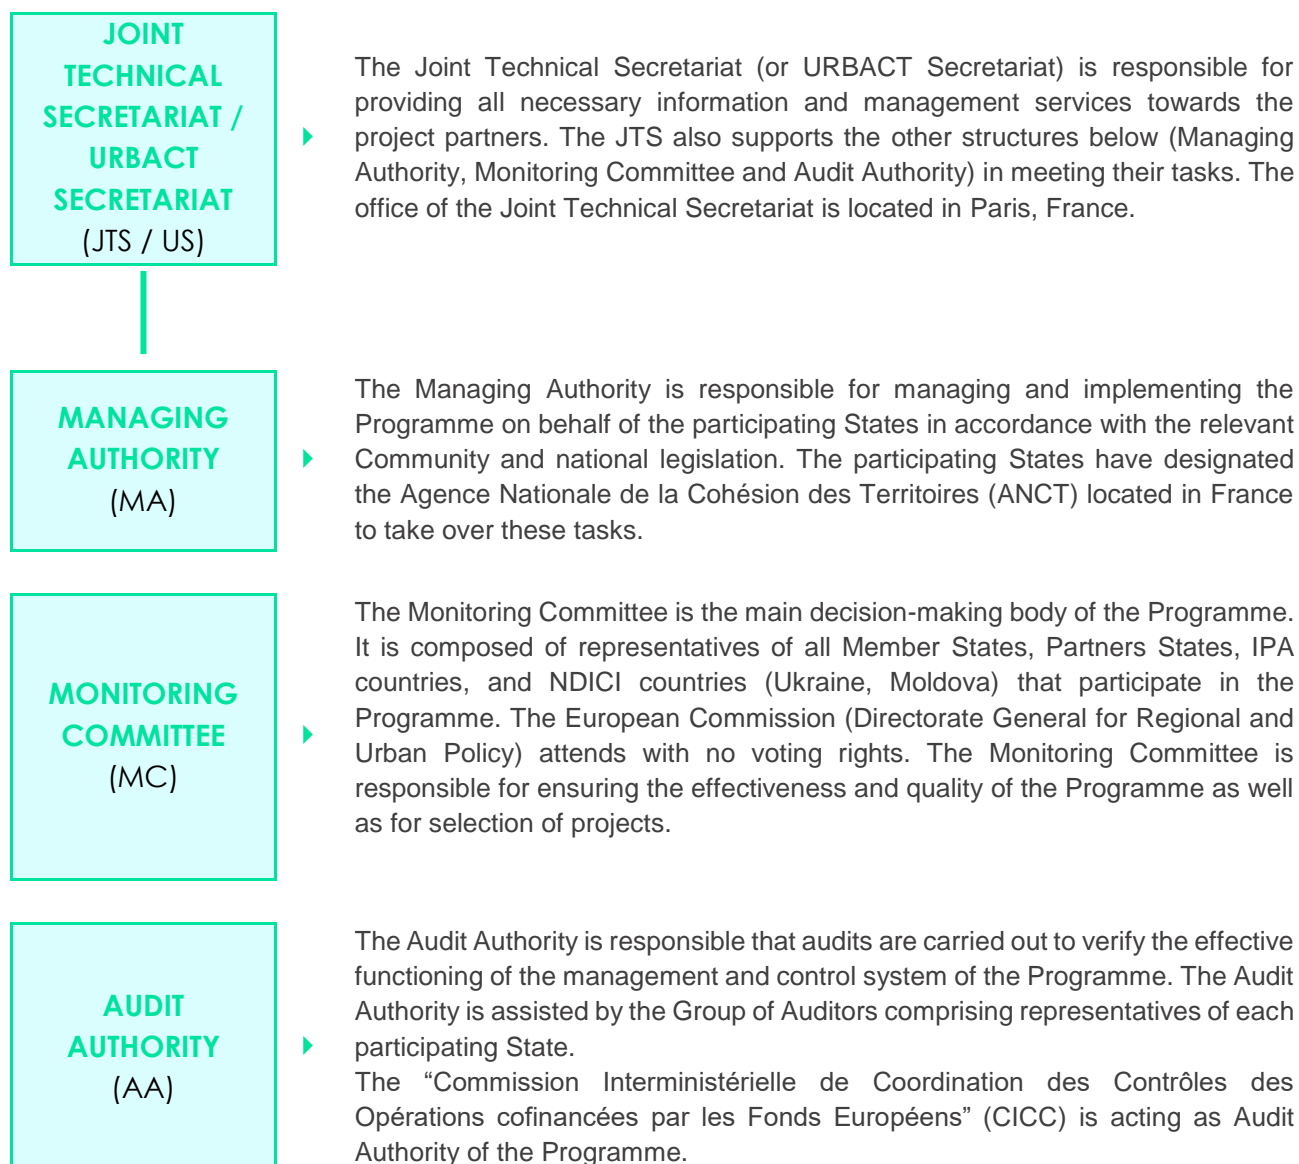 JOINT
TECHNICAL
SECRETARIAT /
URBACT
SECRETARIAT
(JTS / US)
The Joint Technical Secretariat (or URBACT Secretariat) is responsible for
providing all necessary information and management services towards the
project partners. The JTS also supports the other structures below (Managing
Authority, Monitoring Committee and Audit Authority) in meeting their tasks. The
office of the Joint Technical Secretariat is located in Paris, France.
MANAGING
AUTHORITY
(MA)
The Managing Authority is responsible for managing and implementing the
Programme on behalf of the participating States in accordance with the relevant
Community and national legislation. The participating States have designated
the Agence Nationale de la Cohésion des Territoires (ANCT) located in France
to take over these tasks.
MONITORING
COMMITTEE
(MC)
The Monitoring Committee is the main decision-making body of the Programme.
It is composed of representatives of all Member States, Partners States, IPA
countries, and NDICI countries (Ukraine, Moldova) that participate in the
Programme. The European Commission (Directorate General for Regional and
Urban Policy) attends with no voting rights. The Monitoring Committee is
responsible for ensuring the effectiveness and quality of the Programme as well
as for selection of projects.
AUDIT
AUTHORITY
(AA)
The Audit Authority is responsible that audits are carried out to verify the effective
functioning of the management and control system of the Programme. The Audit
Authority is assisted by the Group of Auditors comprising representatives of each
participating State.
The “Commission Interministérielle de Coordination des Contrôles des
Opérations cofinancées par les Fonds Européens” (CICC) is acting as Audit
Authority of the Programme.